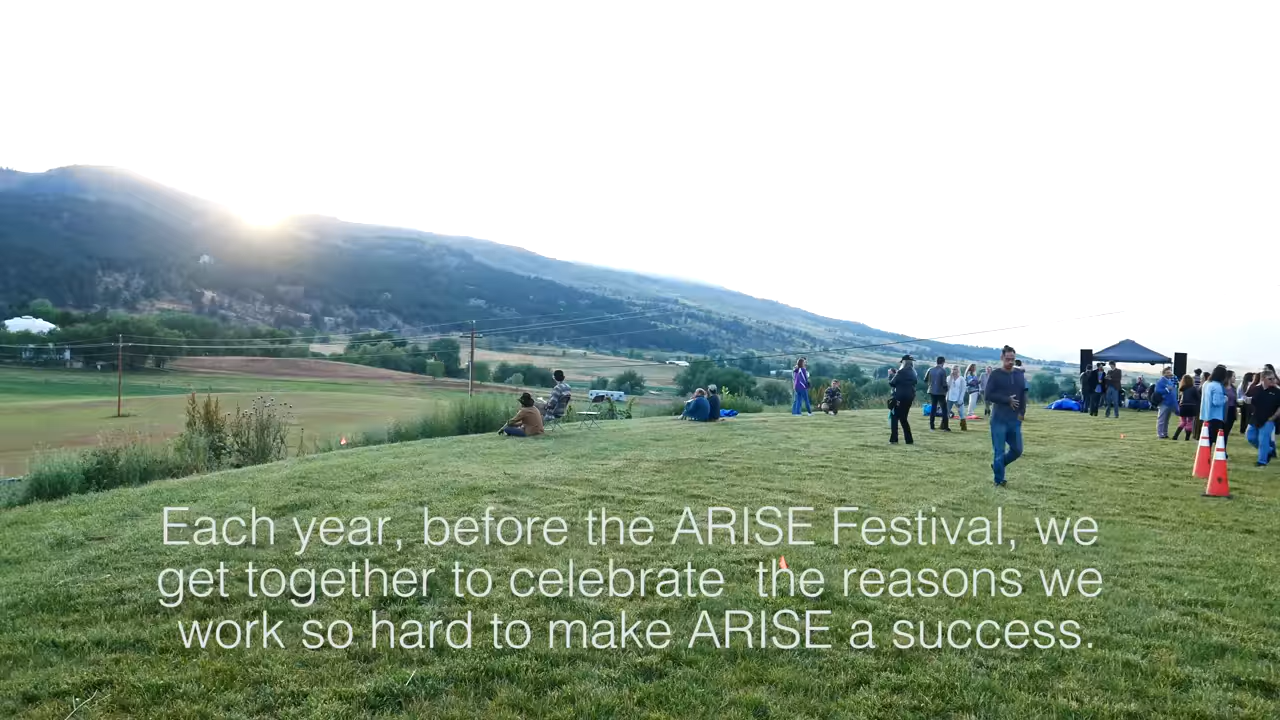 Each year, before the ARISE Festival, we
get together to celebrate  the reasons we
work so hard to make ARISE a success.